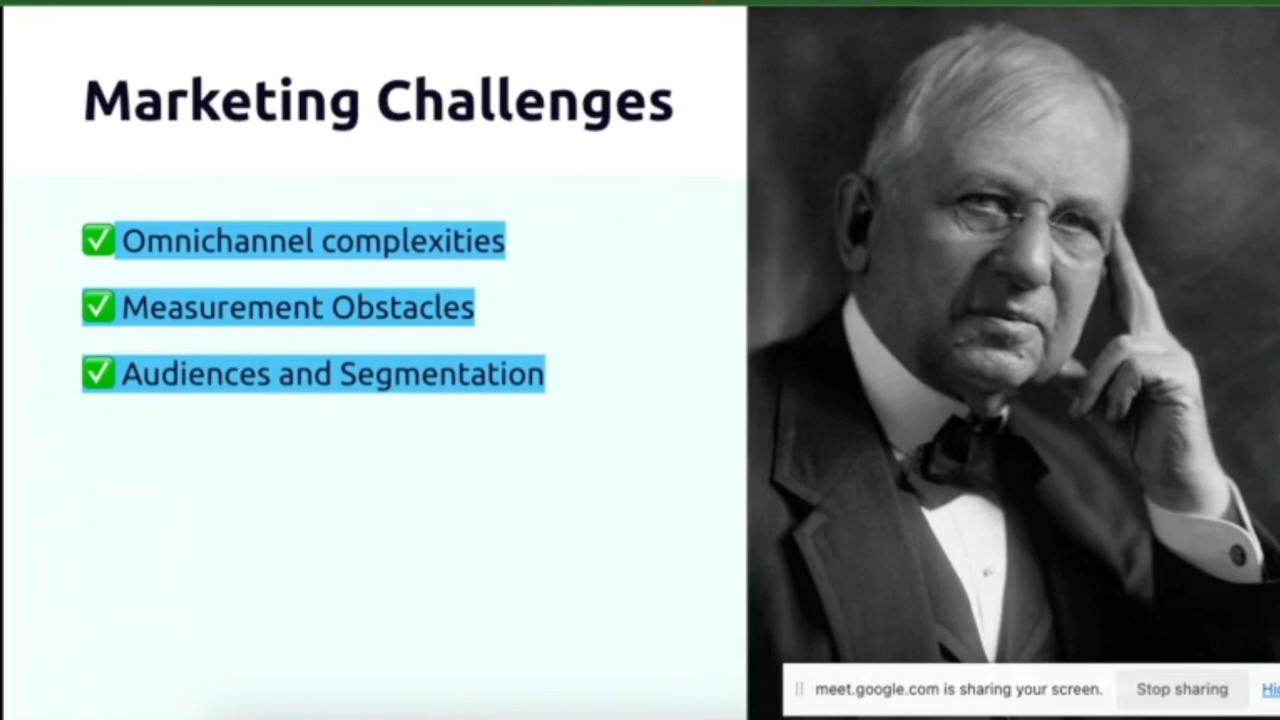 Marketing Challenges
✅ Omnichannel complexities
✅ Measurement Obstacles
✅ Audiences and Segmentation
meet.google.com is sharing your screen. Stop sharing